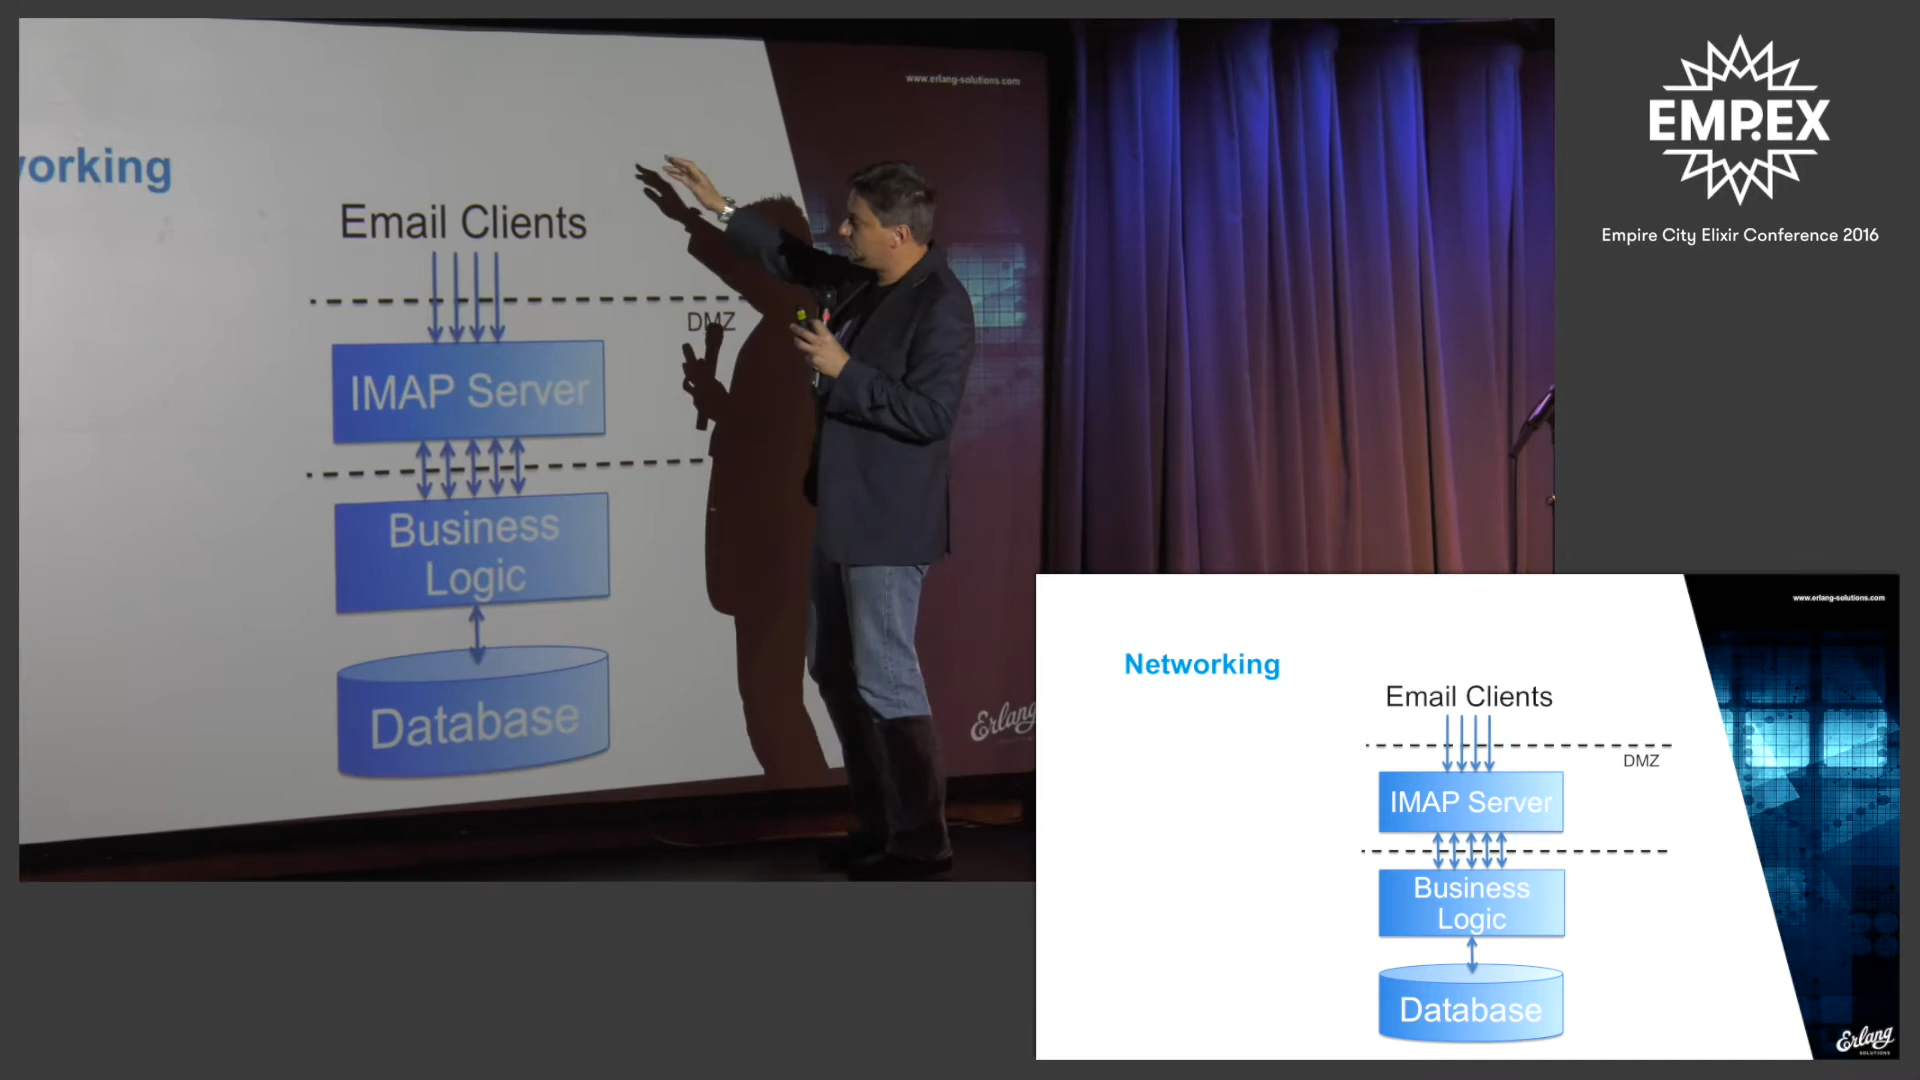 www.erlang-solutions.com
orking
Email Clients
DMZ
IMAP Server
Business
Logic
Database
Erlang
EMPEX
Empire City Elixir Conference 2016
www.erlang-solutions.com
Networking
Email Clients
DMZ
IMAP Server
Business
Logic
Database
Erlang
SOLUTIONS